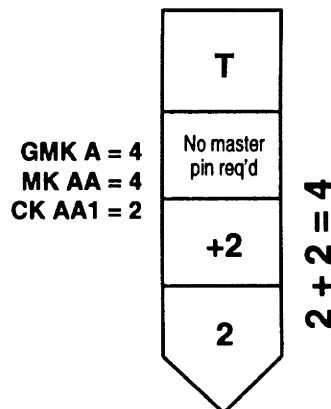 T
GMK A = 4
MK AA = 4
CK AA1 = 2
No master
pin req'd
+2
2
2 + 2 = 4